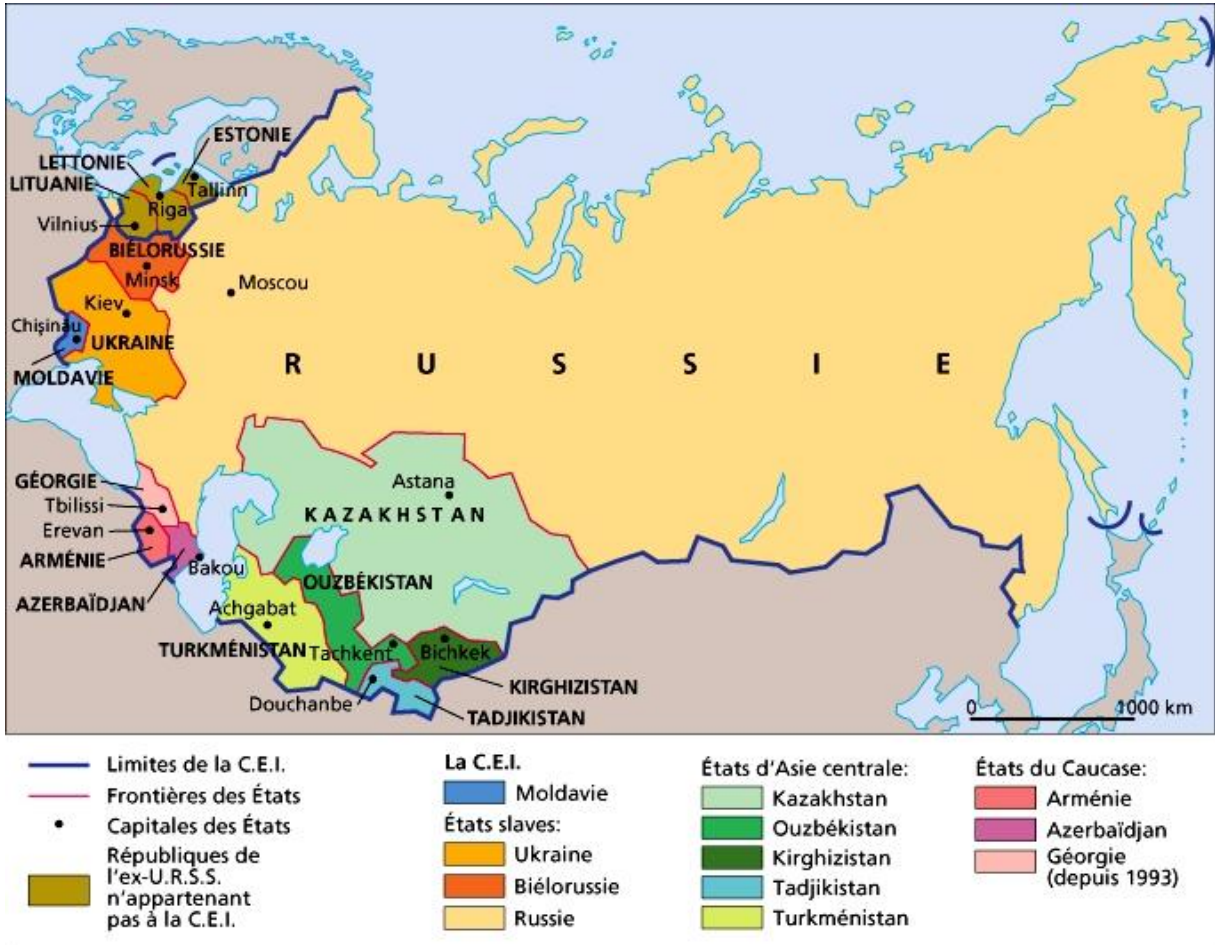 ESTONIE
LETTONIE
LITUANIE
Tallinn
Riga
Vilnius
BIÉLORUSSIE
Minsk
Moscou
Kiev
Chişinău
UKRAINE
MOLDAVIE
R U S S I E
GÉORGIE
Tbilissi
Erevan
ARMÉNIE
AZERBAÏDJAN
Bakou
Astana
KAZAKHSTAN
OUZBÉKISTAN
Achgabat
TURKMÉNISTAN
Tachkent
Bichkek
Douchanbe
KIRGHIZISTAN
TADJIKISTAN
0 1000 km
Limites de la C.E.I.
Frontières des États
Capitales des États
Républiques de
l'ex-U.R.S.S.
n'appartenant
pas à la C.E.I.
La C.E.I.
Moldavie
États slaves:
Ukraine
Biélorussie
Russie
États d'Asie centrale:
Kazakhstan
Ouzbékistan
Kirghizistan
Tadjikistan
Turkménistan
États du Caucase:
Arménie
Azerbaïdjan
Géorgie
(depuis 1993)